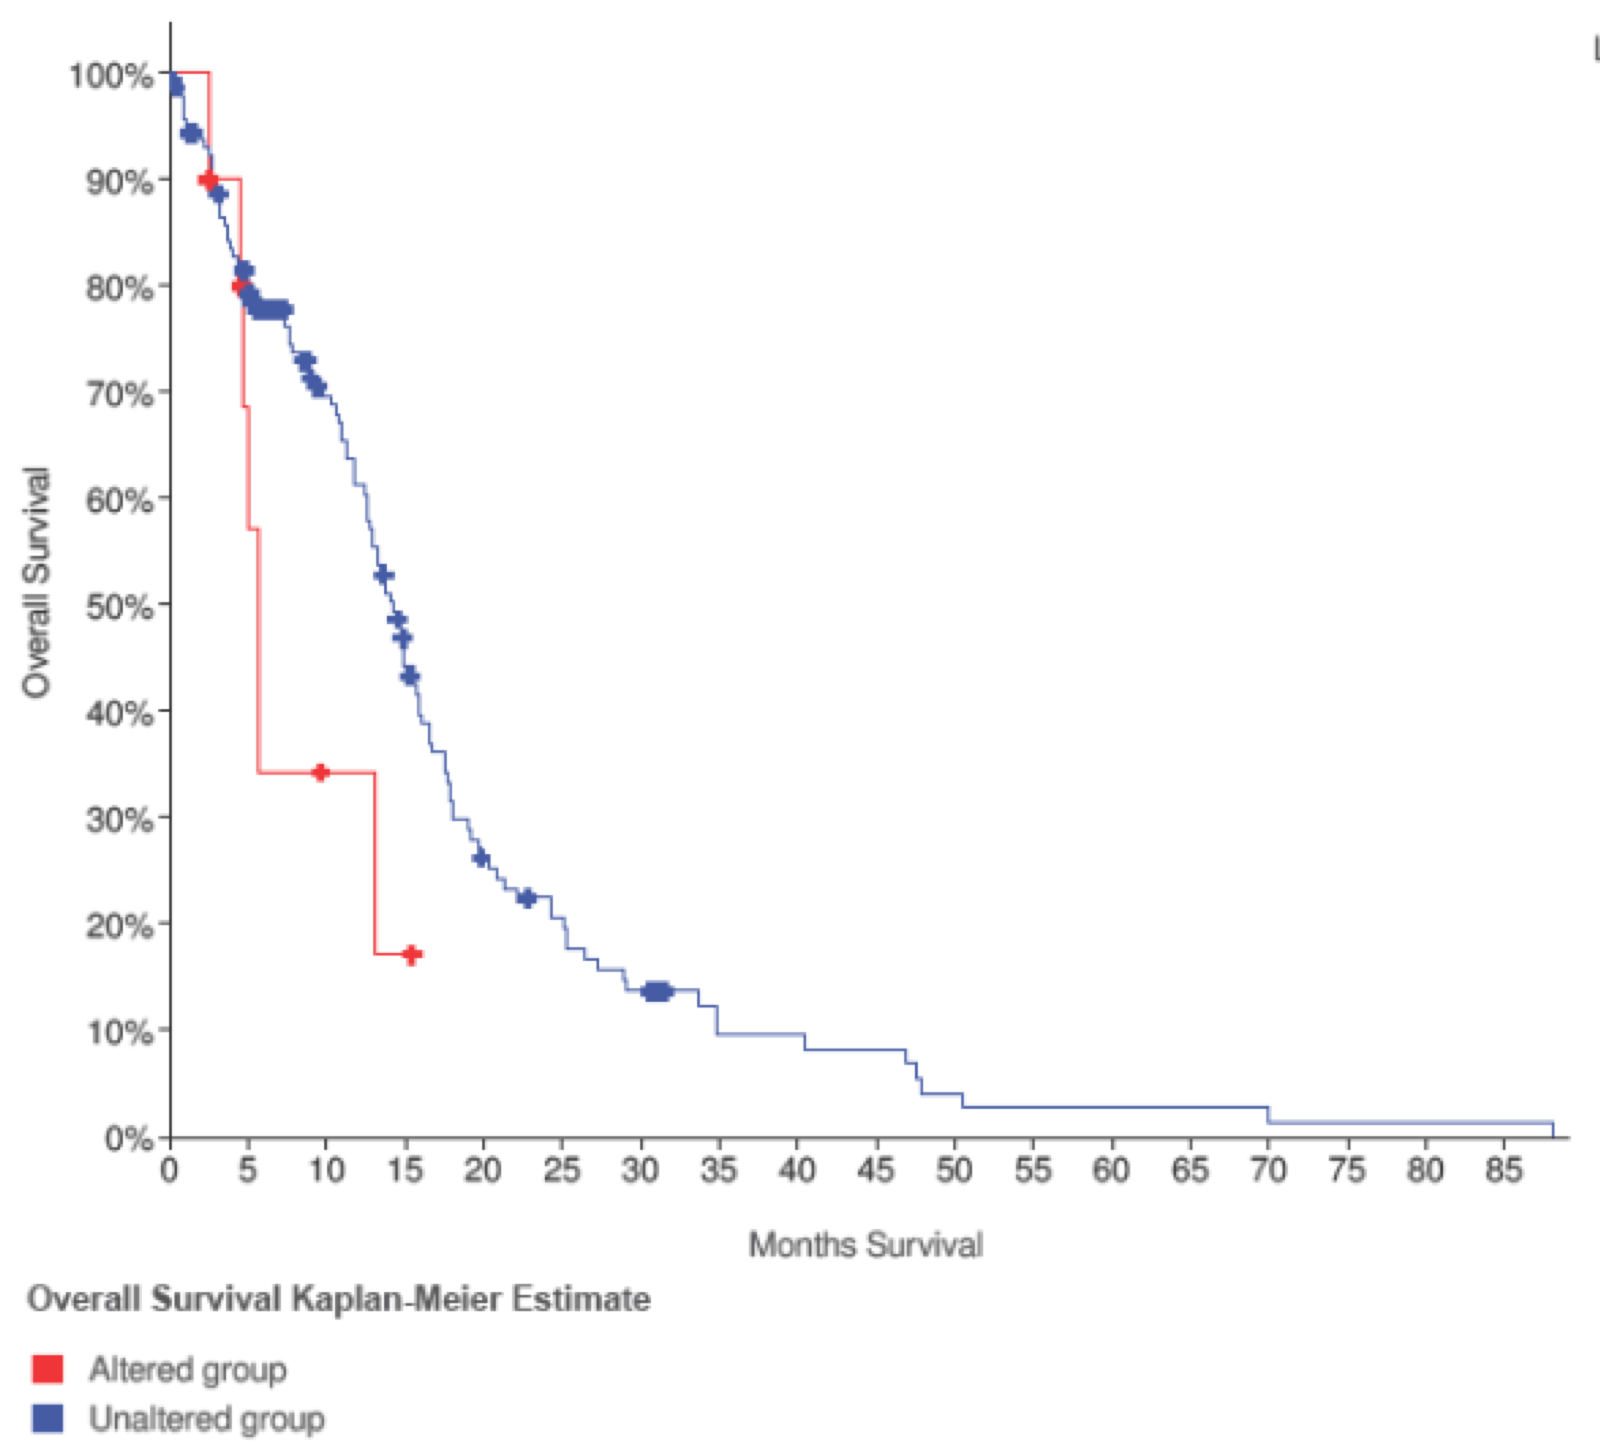 100%
90%
80%
70%
60%
50%
40%
30%
20%
10%
0%
Overall Survival
0 5 10 15 20 25 30 35 40 45 50 55 60 65 70 75 80 85
Months Survival
Overall Survival Kaplan-Meier Estimate
Altered group
Unaltered group